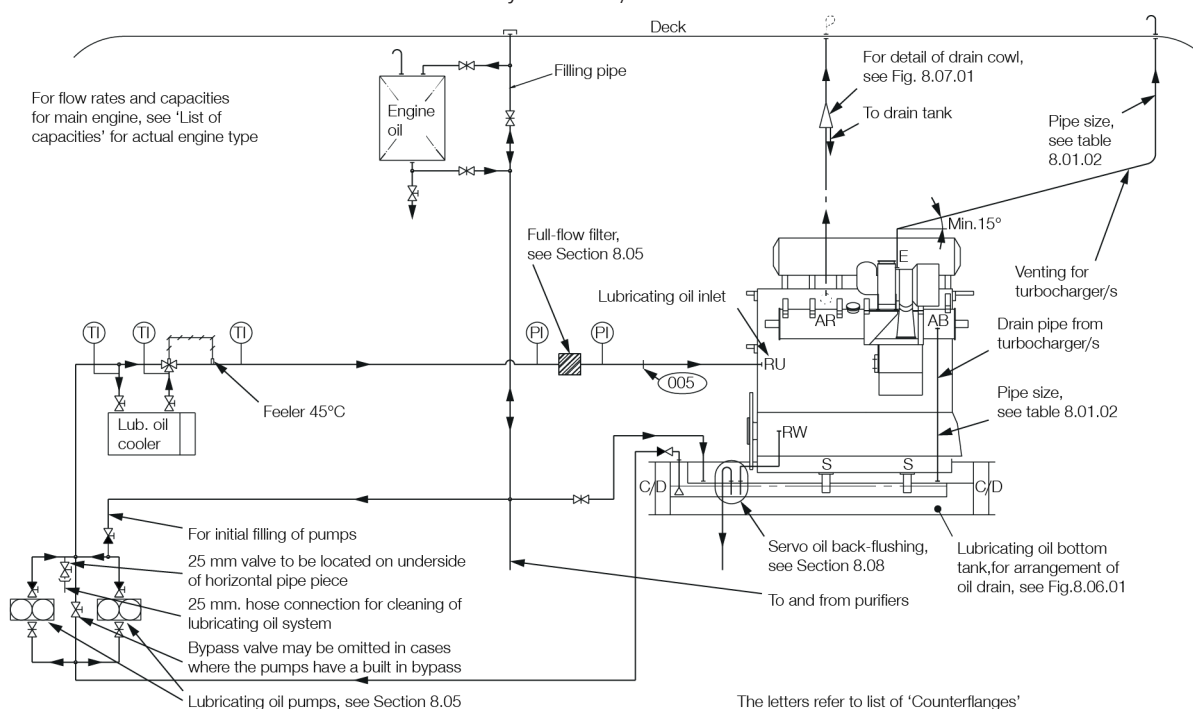 Deck
For flow rates and capacities
for main engine, see 'List of
capacities' for actual engine type
Engine
oil
Filling pipe
For detail of drain cowl,
see Fig. 8.07.01
To drain tank
Pipe size,
see table
8.01.02
Min.15°
Full-flow filter,
see Section 8.05
E
Venting for
turbocharger/s
Lubricating oil inlet
AR
AB
Drain pipe from
turbocharger/s
TI
TI
TI
PI
PI
RU
005
Feeler 45°C
Lub. oil
cooler
Pipe size,
see table 8.01.02
RW
S
S
C/D
C/D
For initial filling of pumps
25 mm valve to be located on underside
of horizontal pipe piece
25 mm. hose connection for cleaning of
lubricating oil system
Bypass valve may be omitted in cases
where the pumps have a built in bypass
Lubricating oil pumps, see Section 8.05
Servo oil back-flushing,
see Section 8.08
Lubricating oil bottom
tank,for arrangement of
oil drain, see Fig.8.06.01
To and from purifiers
The letters refer to list of 'Counterflanges'